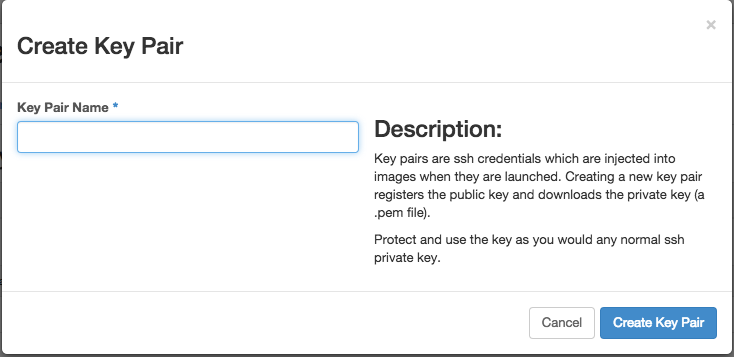 ×
Create Key Pair
Key Pair Name *
Description:
Key pairs are ssh credentials which are injected into
images when they are launched. Creating a new key pair
registers the public key and downloads the private key (a
.pem file).
Protect and use the key as you would any normal ssh
private key.
Cancel
Create Key Pair